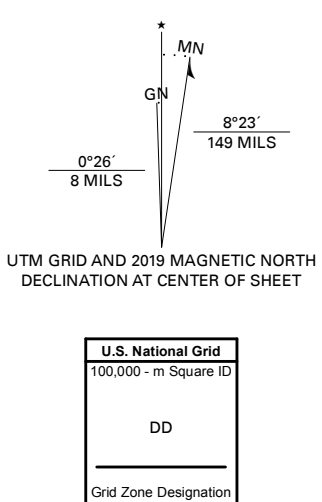 ★
MN
GN
8°23´
149 MILS
0°26´
8 MILS
UTM GRID AND 2019 MAGNETIC NORTH
DECLINATION AT CENTER OF SHEET
U.S. National Grid
100,000 - m Square ID
DD
Grid Zone Designation